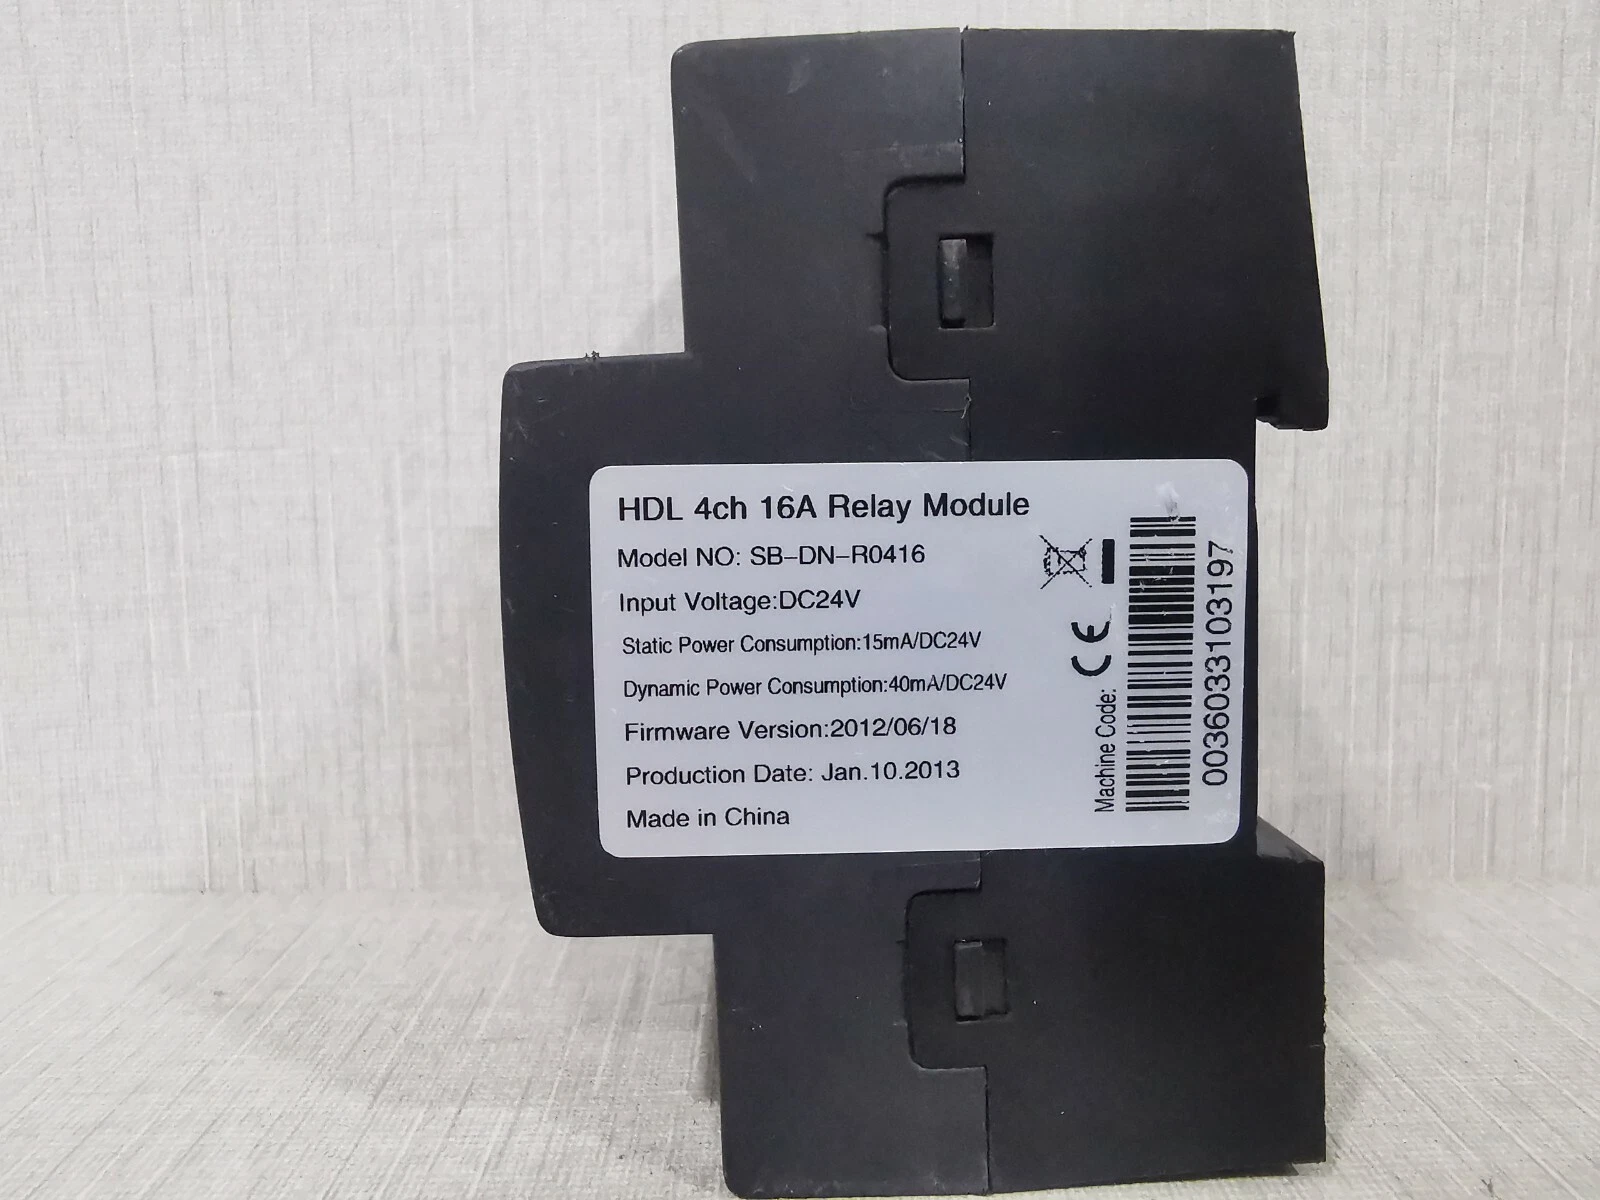 HDL 4ch 16A Relay Module
Model NO: SB-DN-R0416
Input Voltage:DC24V
Static Power Consumption:15mA/DC24V
Dynamic Power Consumption:40mA/DC24V
Firmware Version:2012/06/18
Production Date: Jan.10.2013
Made in China
CE
Machine Code:
0036033103197